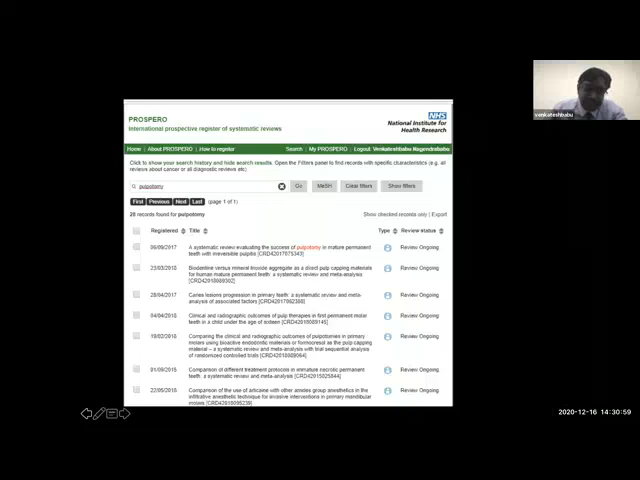 venkateshbabu
PROSPERO
International prospective register of systematic reviews
NHS
National Institute for
Health Research
Home | About PROSPERO | How to register
Search | My PROSPERO | Logout: Venkateshbabu Nagendrababu
Click to show your search history and hide search results. Open the Filters panel to find records with specific characteristics (e.g. all
reviews about cancer or all diagnostic reviews etc)
pulpotomy
Go
MeSH
Clear filters
Show filters
First Previous Next Last (page 1 of 1)
28 records found for pulpotomy
Show checked records only | Export
Registered Title Type Review status
A systematic review evaluating the success of pulpotomy in mature permanent
teeth with irreversible pulpitis
Review Ongoing
23/03/2018
Biodentine versus mineral trioxide aggregate as a direct pulp capping materials
for human mature permanent teeth: a systematic review and meta-analysis
Review Ongoing
28/04/2017
Caries lesions progression in primary teeth: a systematic review and meta-
analysis of associated factors
Review Ongoing
04/04/2018
Clinical and radiographic outcomes of pulp therapies in first permanent molar
teeth in a child under the age of sixteen
Review Ongoing
19/02/2018
Comparing the clinical and radiographic outcomes of pulpotomies in primary
molars using bioactive endodontic materials or formocresol as the pulp capping
material – a systematic review and meta-analysis with trial sequential analysis
of randomized controlled trials
Review Ongoing
01/09/2015
Comparison of different treatment protocols in immature necrotic permanent
teeth: a systematic review and meta-analysis
Review Ongoing
22/05/2018
Comparison of the use of articaine with other amides group anesthetics in the
infiltrative anesthetic technique for invasive interventions in primary mandibular
molars
Review Ongoing
2020-12-16 14:30:59